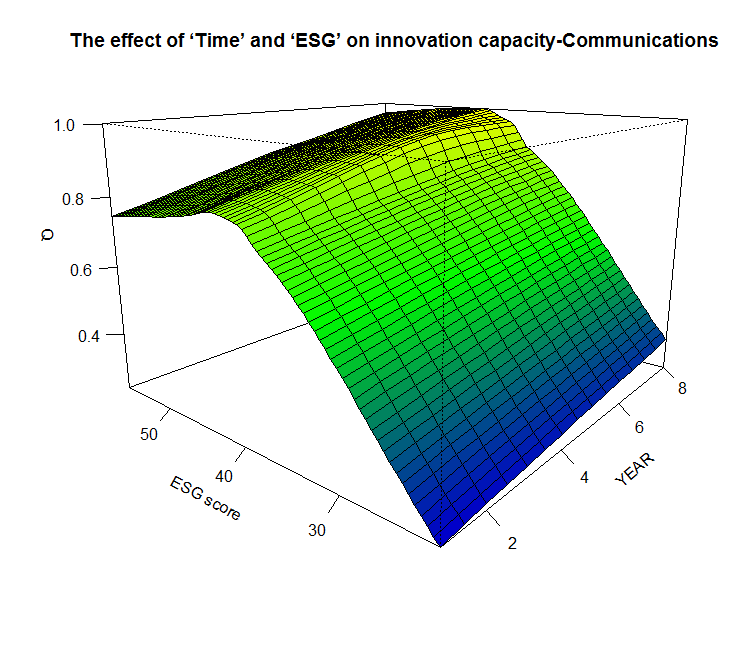 The effect of ‘Time’ and ‘ESG’ on innovation capacity-Communications
1.0
0.8
Q
0.6
0.4
50
40
30
ESG score
2
4
6
8
YEAR